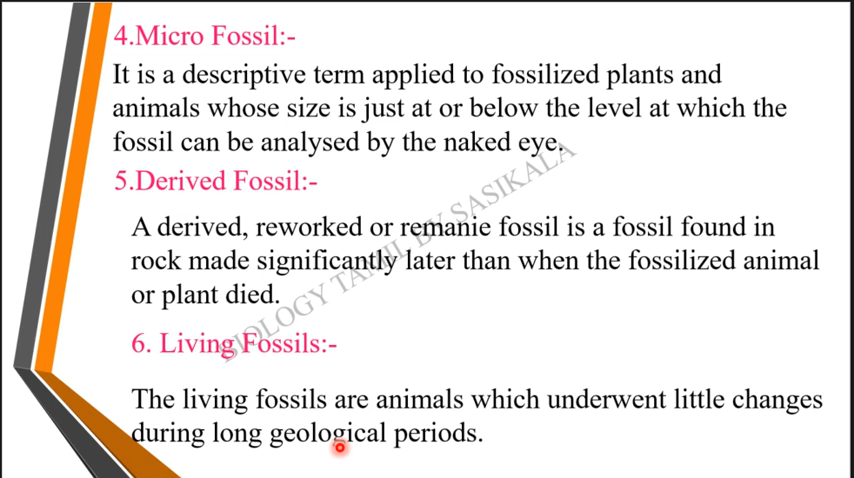 4.Micro Fossil:-
It is a descriptive term applied to fossilized plants and
animals whose size is just at or below the level at which the
fossil can be analysed by the naked eye.
5.Derived Fossil:-
A derived, reworked or remanie fossil is a fossil found in
rock made significantly later than when the fossilized animal
or plant died.
6. Living Fossils:-
The living fossils are animals which underwent little changes
during long geological periods.
BIOLOGY TAMIL BY SASIKALA